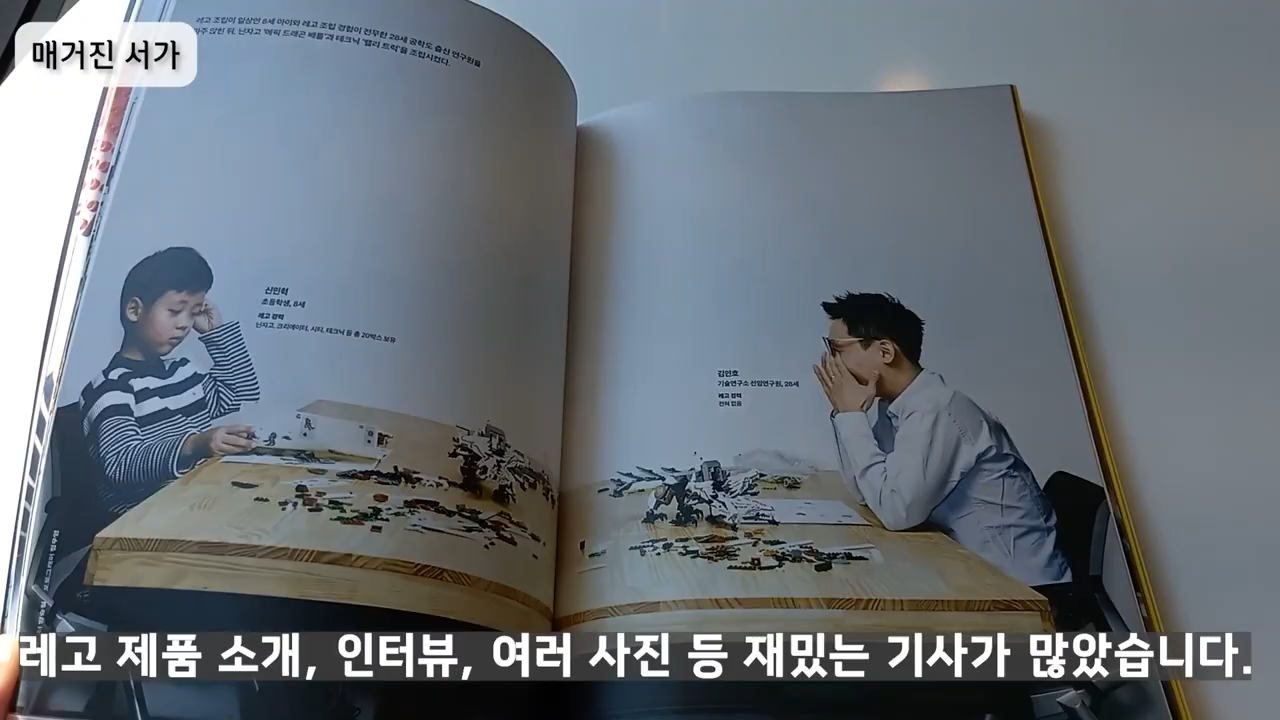 매거진 서가
레고 조립이 일상인 8세 아이와 레고 조립 경험이 전무한 28세 공학도 출신 연구원을
마주 앉힌 뒤, 닌자고 '에픽 드래곤 배틀'과 테크닉 '랠리 트럭'을 조립시켰다.
신민혁
초등학생, 8세
레고 경력
닌자고, 크리에이터, 시티, 테크닉 등 총 20박스 보유
김민호
기술연구소 선임연구원, 28세
레고 경력
전혀 없음
포토그래퍼
레고 제품 소개, 인터뷰, 여러 사진 등 재밌는 기사가 많았습니다.